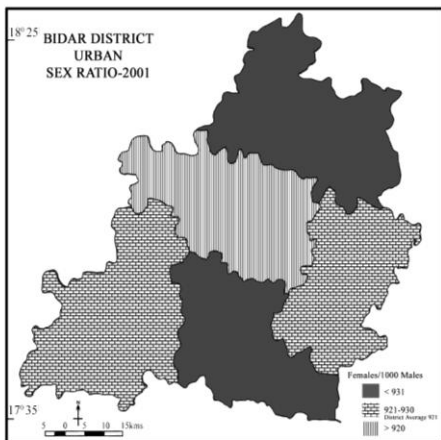 18° 25
BIDAR DISTRICT
URBAN
SEX RATIO-2001
Females/1000 Males
< 931
921-930
District Average 921
> 920
17° 35
N
5 0 5 10 15kms